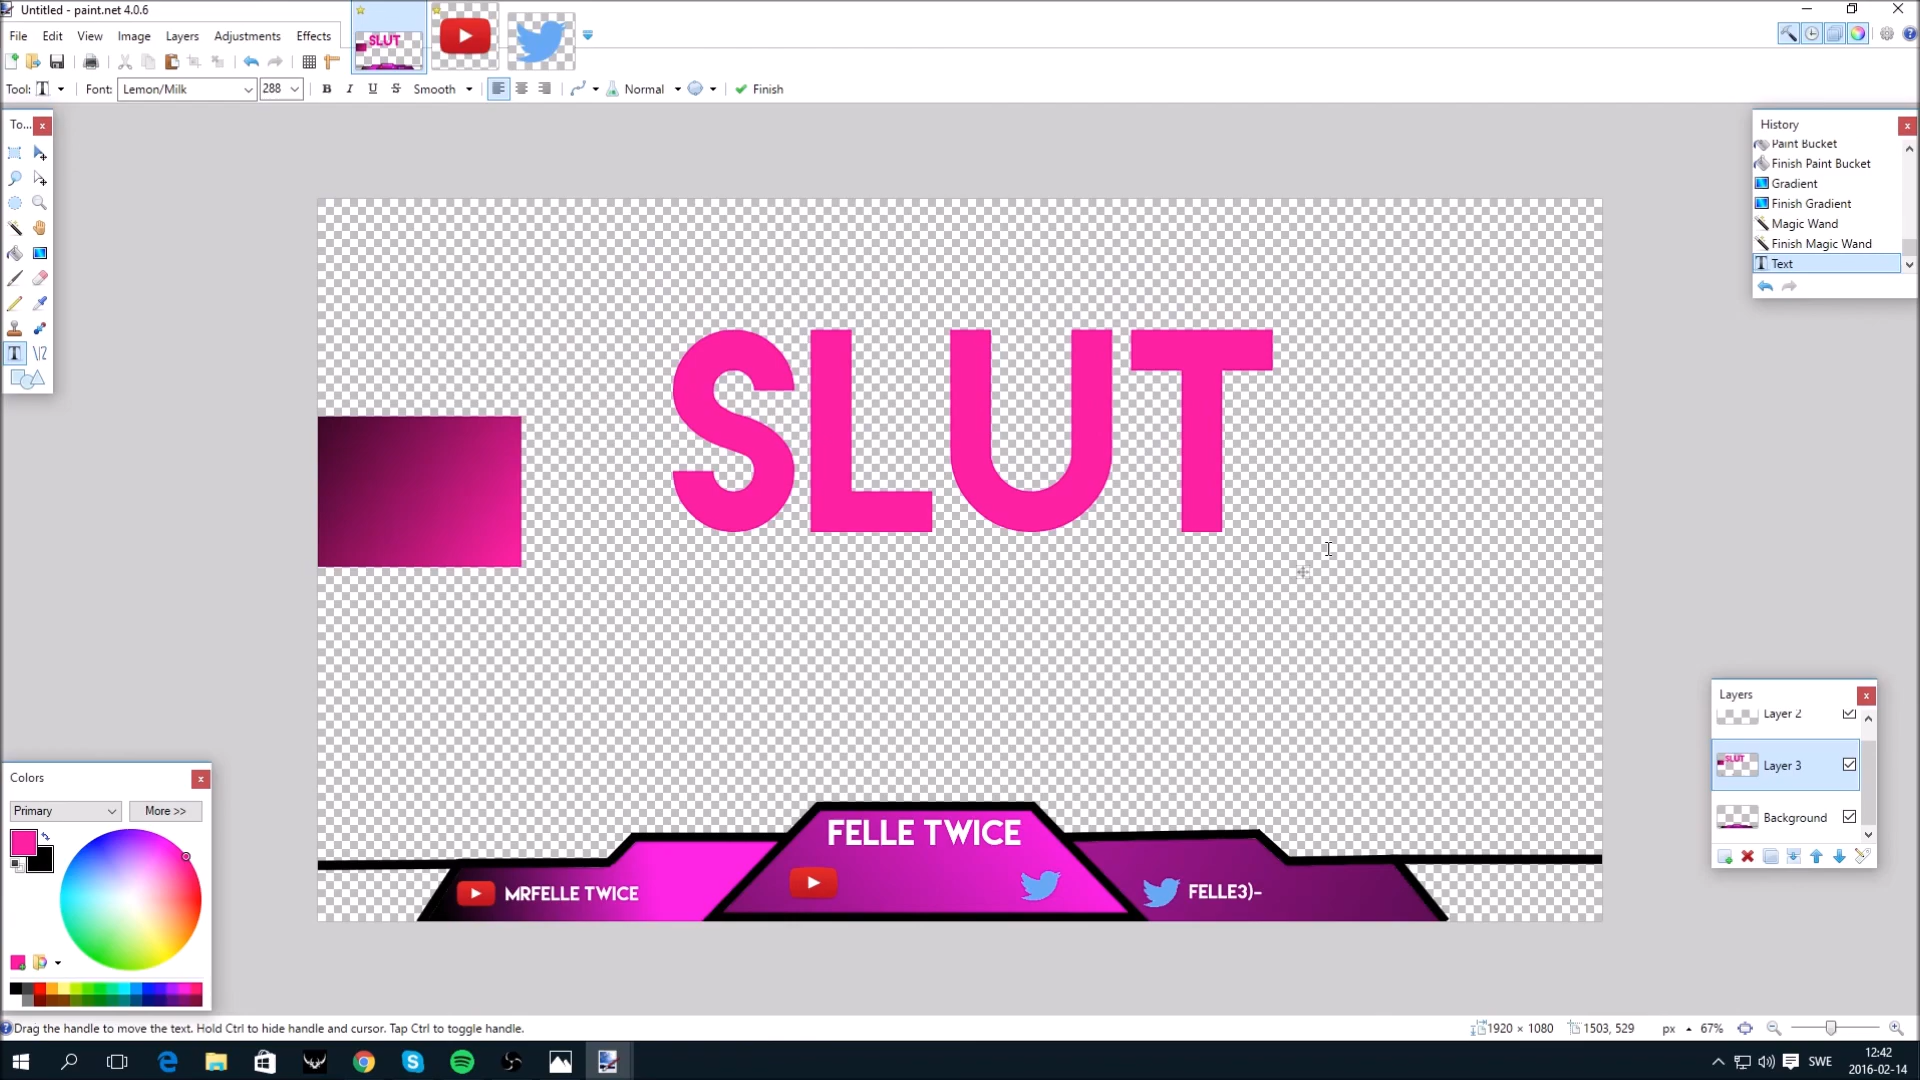 Untitled - paint.net 4.0.6
File Edit View Image Layers Adjustments Effects
SLUT
Tool: T Font: Lemon/Milk 288 B I U S Smooth Normal Finish
To...
History
Paint Bucket
Finish Paint Bucket
Gradient
Finish Gradient
Magic Wand
Finish Magic Wand
Text
SLUT
Layers
Layer 2
Layer 3
Background
Colors
Primary More >>
FELLE TWICE
MRFELLE TWICE
FELLE3)-
Drag the handle to move the text. Hold Ctrl to hide handle and cursor. Tap Ctrl to toggle handle.
1920 × 1080 1503, 529 px 67%
SWE
12:42
2016-02-14